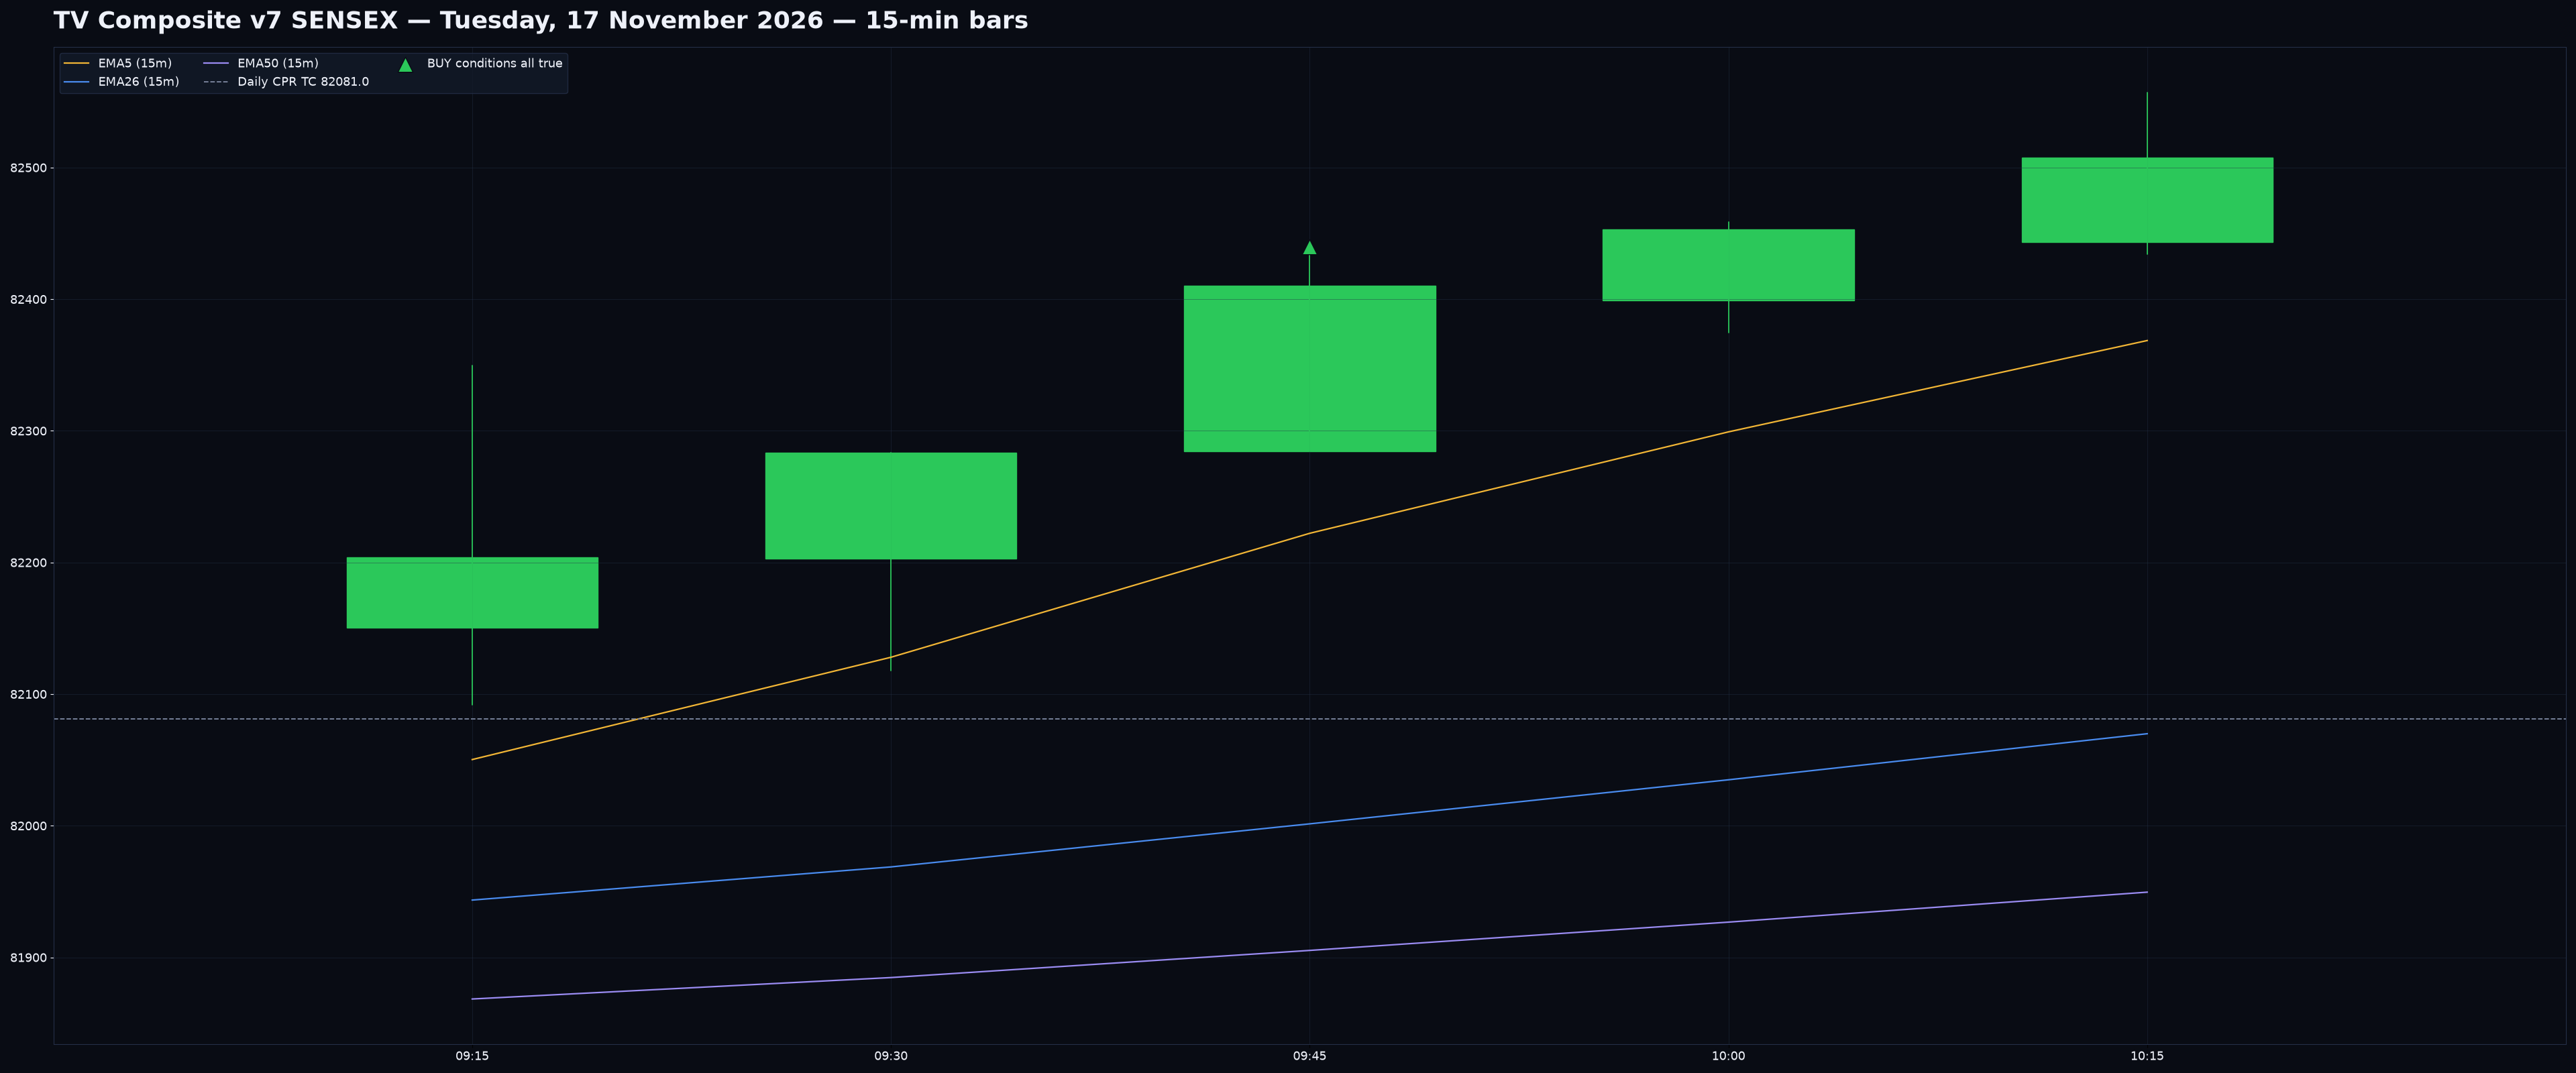 TV Composite v7 SENSEX — Tuesday, 17 November 2026 — 15-min bars
EMA5 (15m)
EMA26 (15m)
EMA50 (15m)
Daily CPR TC 82081.0
BUY conditions all true
82500
82400
82300
82200
82100
82000
81900
09:15 09:30 09:45 10:00 10:15